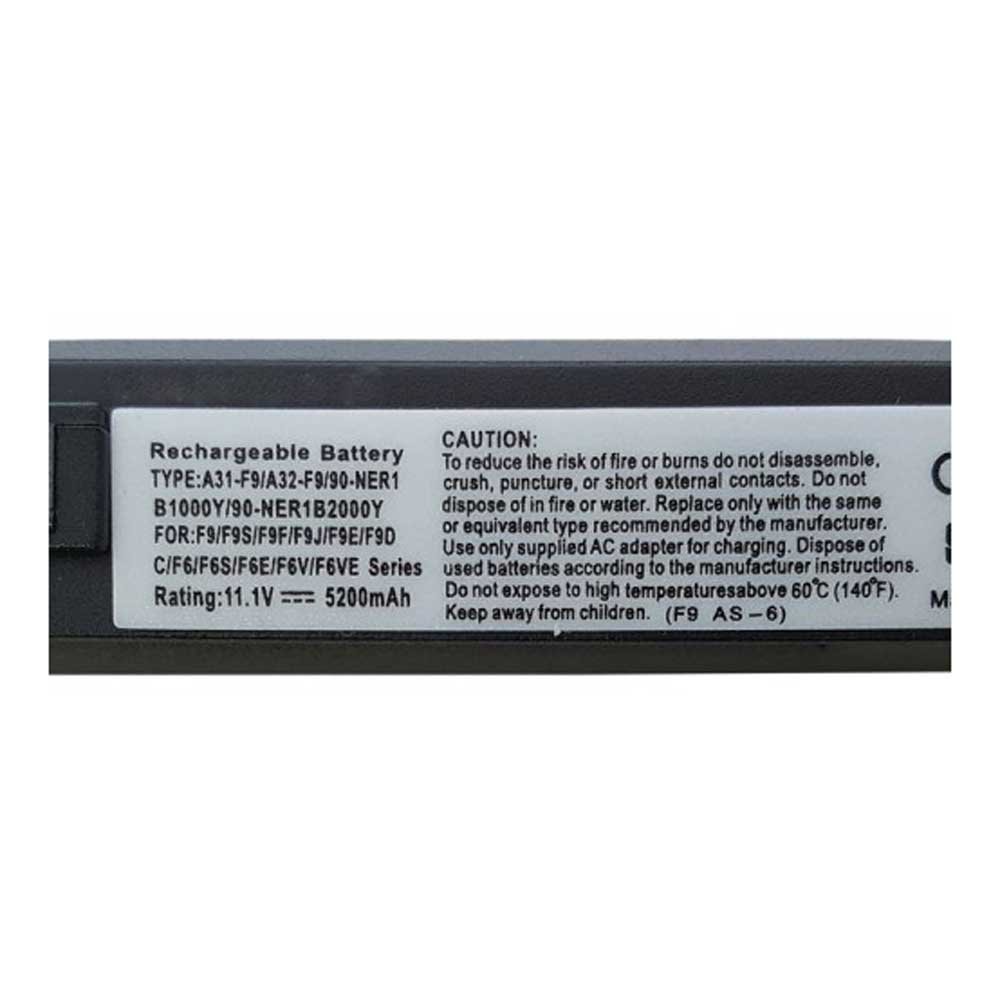 Rechargeable Battery
TYPE:A31-F9/A32-F9/90-NER1
B1000Y/90-NER1B2000Y
FOR:F9/F9S/F9F/F9J/F9E/F9D
C/F6/F6S/F6E/F6V/F6VE Series
Rating:11.1V ⎓ 5200mAh
CAUTION:
To reduce the risk of fire or burns do not disassemble,
crush, puncture, or short external contacts. Do not
dispose of in fire or water. Replace only with the same
or equivalent type recommended by the manufacturer.
Use only supplied AC adapter for charging. Dispose of
used batteries according to the manufacturer instructions.
Do not expose to high temperaturesabove 60℃ (140℉).
Keep away from children. (F9 AS-6)